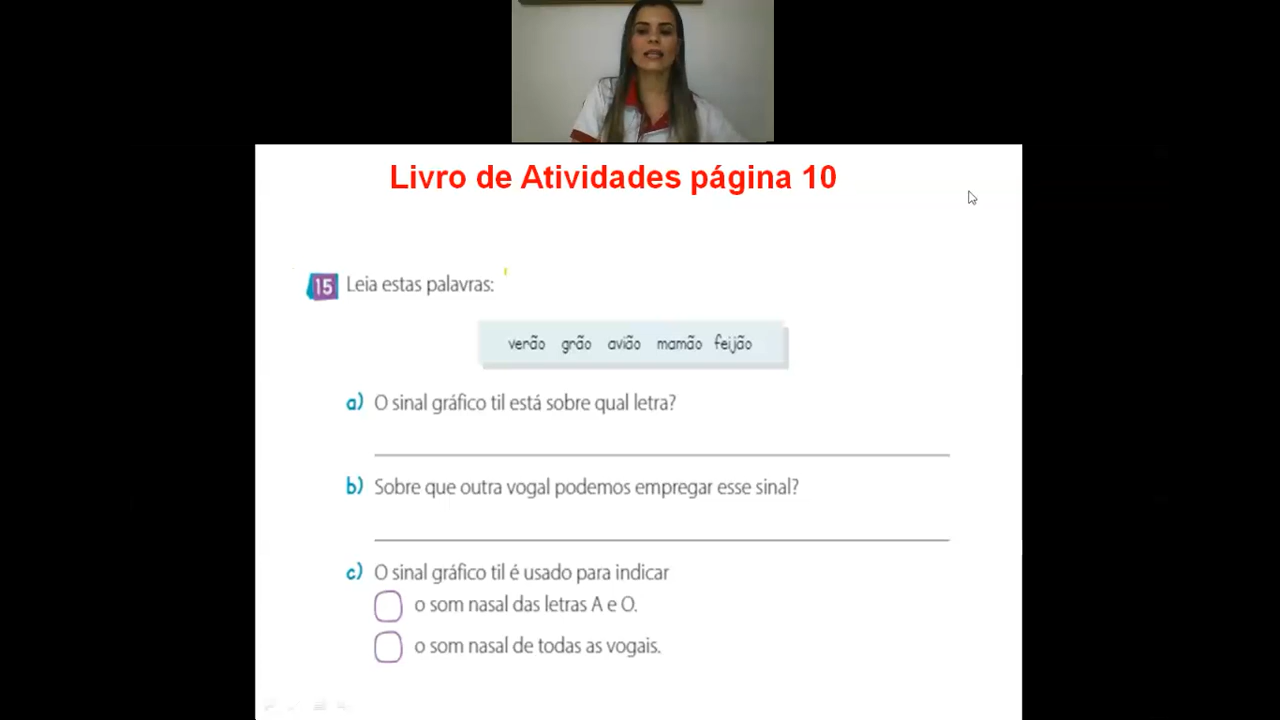 Livro de Atividades página 10
15 Leia estas palavras:
verão grão avião mamão feijão
a) O sinal gráfico til está sobre qual letra?
b) Sobre que outra vogal podemos empregar esse sinal?
c) O sinal gráfico til é usado para indicar
o som nasal das letras A e O.
o som nasal de todas as vogais.